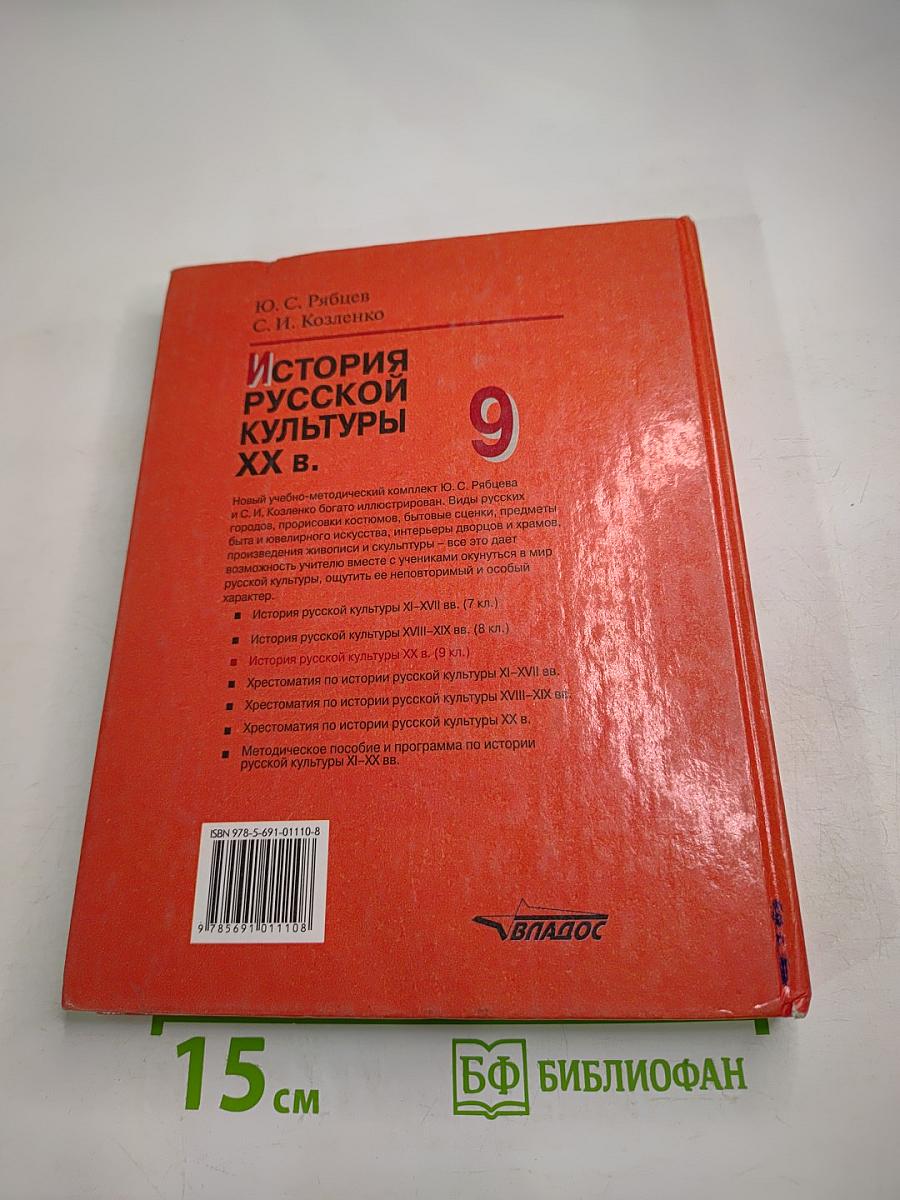 Ю. С. Рябцев
С. И. Козленко
ИСТОРИЯ
РУССКОЙ
КУЛЬТУРЫ
XX в.
9
Новый учебно-методический комплект Ю. С. Рябцева
и С. И. Козленко богато иллюстрирован. Виды русских
городов, прорисовки костюмов, бытовые сценки, предметы
быта и ювелирного искусства, интерьеры дворцов и храмов,
произведения живописи и скульптуры – все это дает
возможность учителю вместе с учениками окунуться в мир
русской культуры, ощутить ее неповторимый и особый
характер.
История русской культуры XI–XVII вв. (7 кл.)
История русской культуры XVIII–XIX вв. (8 кл.)
История русской культуры XX в. (9 кл.)
Хрестоматия по истории русской культуры XI–XVII вв.
Хрестоматия по истории русской культуры XVIII–XIX вв.
Хрестоматия по истории русской культуры XX в.
Методическое пособие и программа по истории
русской культуры XI–XX вв.
ISBN 978-5-691-01110-8
9 785691 011108
ВЛАДОС
15 см
БФ БИБЛИОФАН